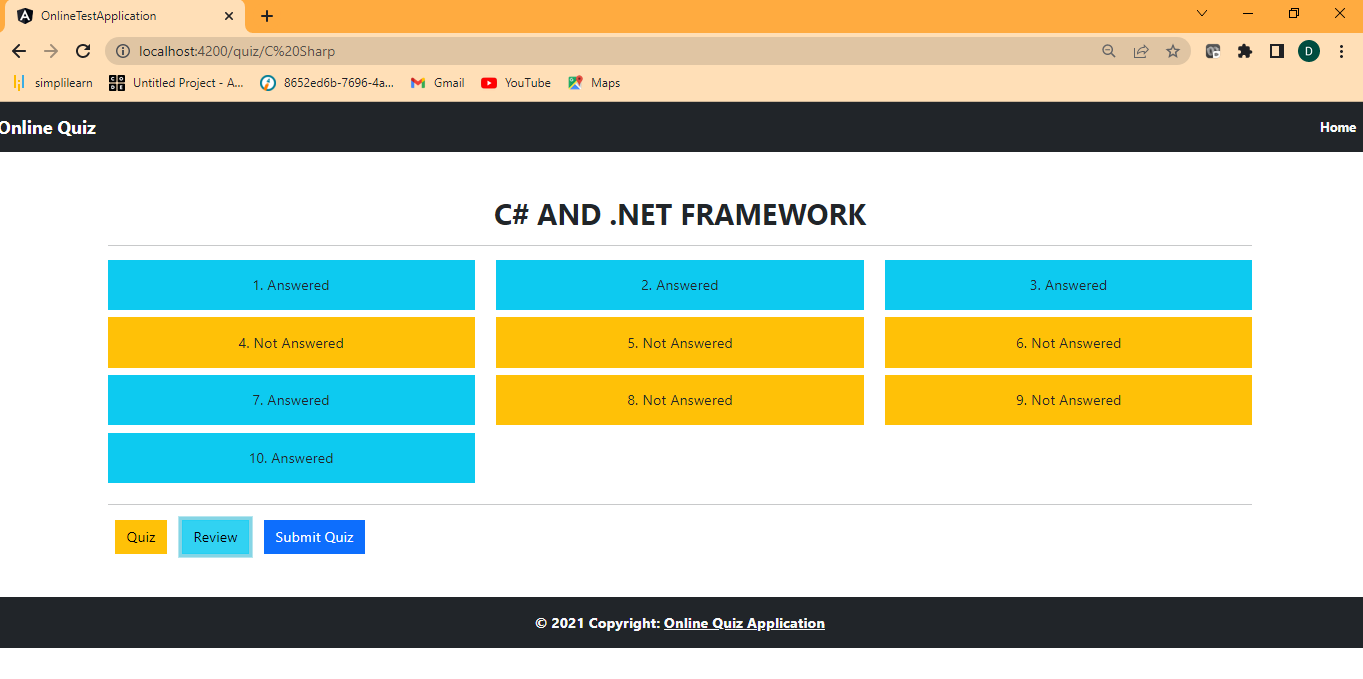 OnlineTestApplication
localhost:4200/quiz/C%20Sharp
D
simplilearn
CODE
Untitled Project - A...
8652ed6b-7696-4a...
Gmail
YouTube
Maps
Online Quiz
Home
C# AND .NET FRAMEWORK
1. Answered
2. Answered
3. Answered
4. Not Answered
5. Not Answered
6. Not Answered
7. Answered
8. Not Answered
9. Not Answered
10. Answered
Quiz
Review
Submit Quiz
© 2021 Copyright: Online Quiz Application